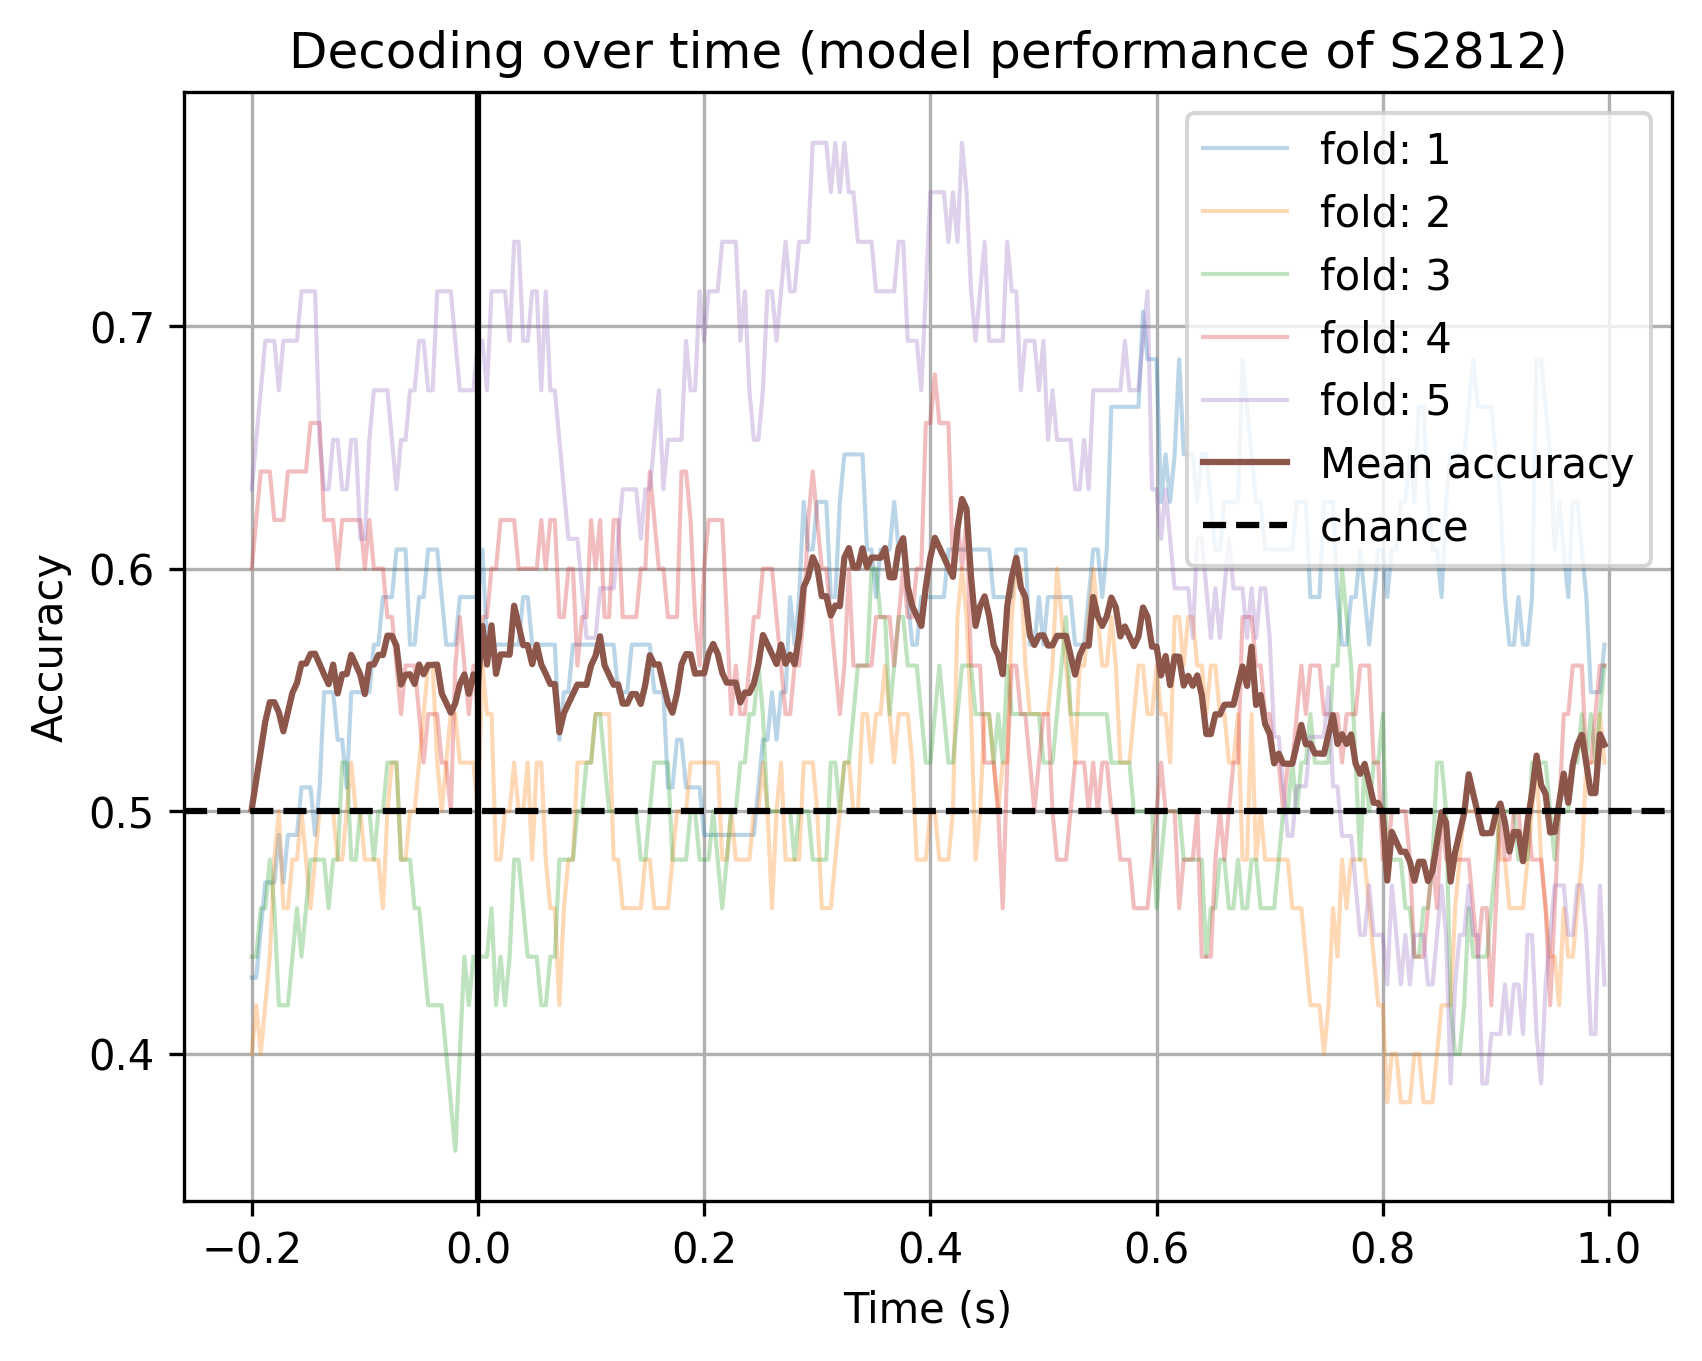 Decoding over time (model performance of S2812)
fold: 1
fold: 2
fold: 3
fold: 4
fold: 5
Mean accuracy
chance
Accuracy
0.7
0.6
0.5
0.4
−0.2 0.0 0.2 0.4 0.6 0.8 1.0
Time (s)